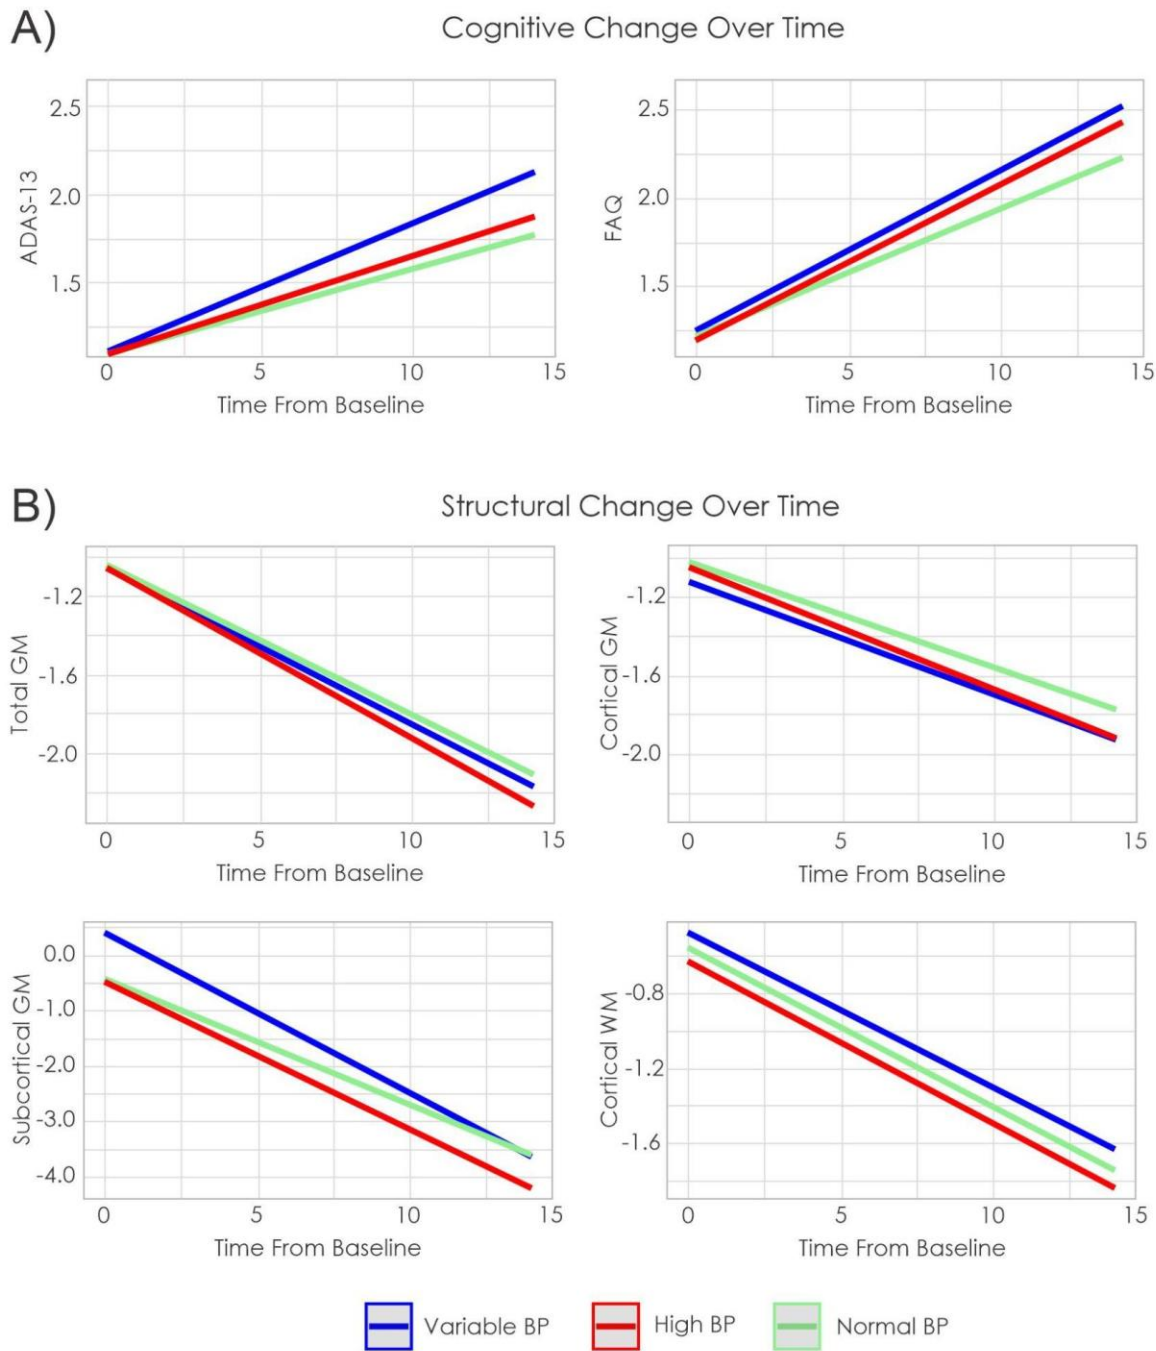 A)
Cognitive Change Over Time
2.5
2.0
1.5
ADAS-13
0 5 10 15
Time From Baseline
2.5
2.0
1.5
FAQ
0 5 10 15
Time From Baseline
B)
Structural Change Over Time
-1.2
-1.6
-2.0
Total GM
0 5 10 15
Time From Baseline
-1.2
-1.6
-2.0
Cortical GM
0 5 10 15
Time From Baseline
0.0
-1.0
-2.0
-3.0
-4.0
Subcortical GM
0 5 10 15
Time From Baseline
-0.8
-1.2
-1.6
Cortical WM
0 5 10 15
Time From Baseline
Variable BP High BP Normal BP